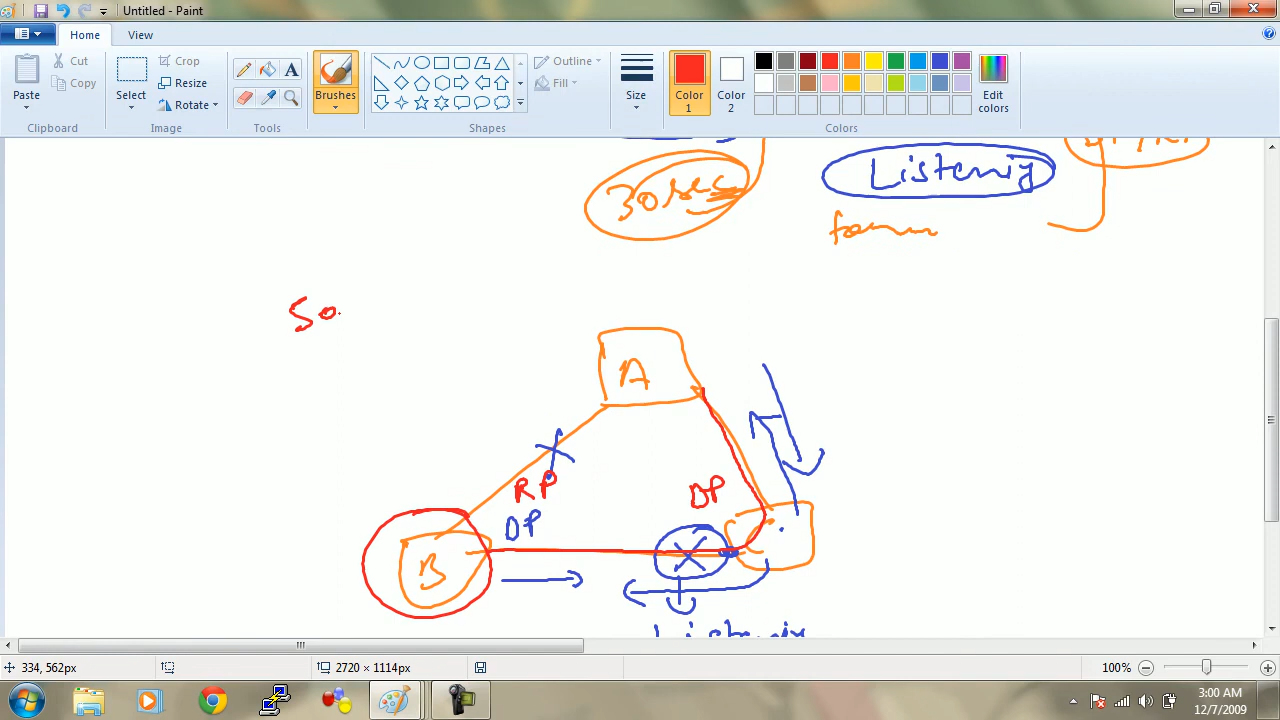 Untitled - Paint
Home View
Cut
Copy
Paste
Clipboard
Select
Crop
Resize
Rotate
Image
A
Tools
Brushes
Outline
Fill
Shapes
Size
Color 1
Color 2
Edit colors
Colors
30 sec
Listenig
A
RP
DP
DP
B
334, 562px
2720 × 1114px
100%
3:00 AM
12/7/2009